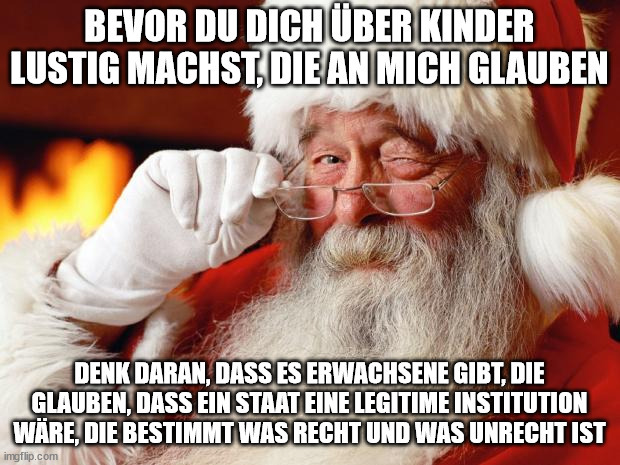 BEVOR DU DICH ÜBER KINDER
LUSTIG MACHST, DIE AN MICH GLAUBEN
DENK DARAN, DASS ES ERWACHSENE GIBT, DIE
GLAUBEN, DASS EIN STAAT EINE LEGITIME INSTITUTION
WÄRE, DIE BESTIMMT WAS RECHT UND WAS UNRECHT IST
imgflip.com